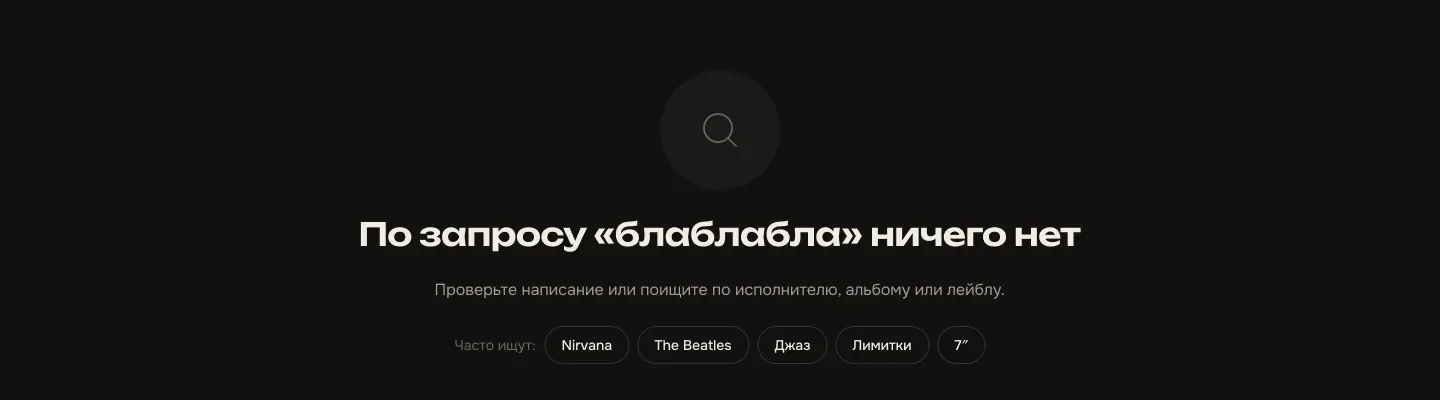 По запросу «блаблабла» ничего нет
Проверьте написание или поищите по исполнителю, альбому или лейблу.
Часто ищут: Nirvana The Beatles Джаз Лимитки 7″